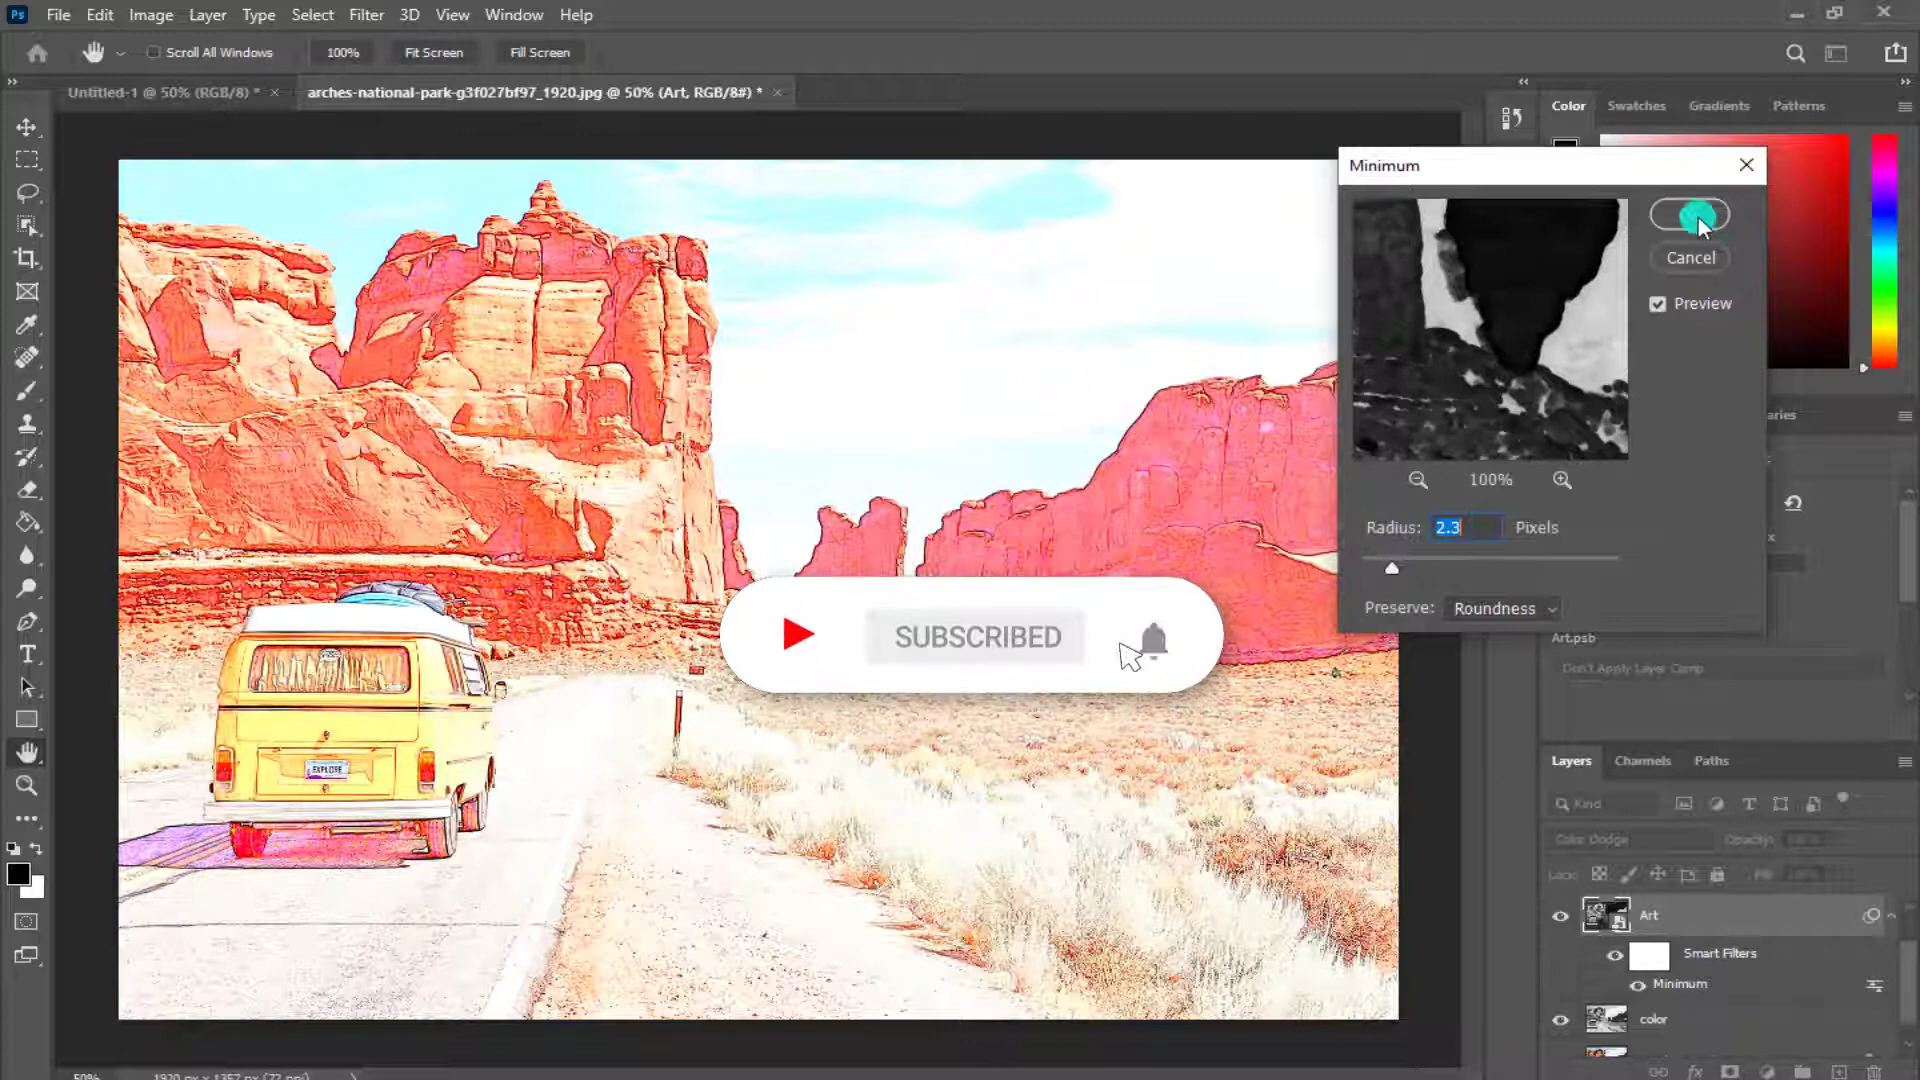 Ps File Edit Image Layer Type Select Filter 3D View Window Help
Scroll All Windows 100% Fit Screen Fill Screen
Untitled-1 @ 50% (RGB/8) * ×
arches-national-park-g3f027bf97_1920.jpg @ 50% (Art, RGB/8#) * ×
Color Swatches Gradients Patterns
Minimum
Cancel
Preview
100%
Radius: 2.3 Pixels
Preserve: Roundness
SUBSCRIBED
EXPLORE
Art.psb
Don't Apply Layer Comp
Layers Channels Paths
Kind
Color Dodge Opacity:
Lock:
Art
Smart Filters
Minimum
color
fx
50% 1920 px x 1357 px (72 ppi)